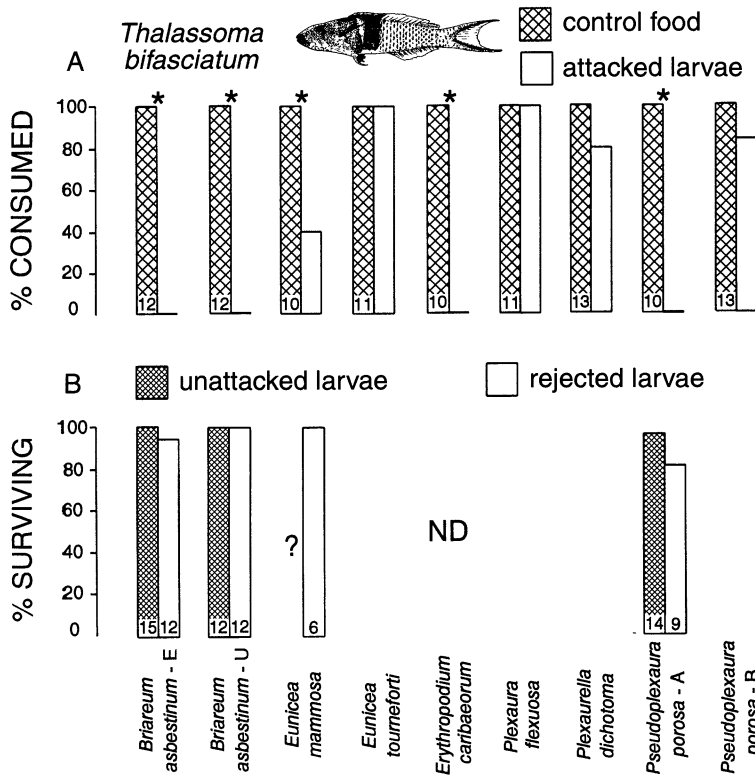 Thalassoma
bifasciatum
control food
attacked larvae
A
* * * * *
% CONSUMED
100
80
60
40
20
0
12 12 10 11 10 11 13 10 13
B
unattacked larvae
rejected larvae
% SURVIVING
100
80
60
40
20
0
?
ND
15 12 12 12 6 14 9
Briareum
asbestinum - E
Briareum
asbestinum - U
Eunicea
mammosa
Eunicea
tourneforti
Erythropodium
caribaeorum
Plexaura
flexuosa
Plexaurella
dichotoma
Pseudoplexaura
porosa - A
Pseudoplexaura
porosa - B